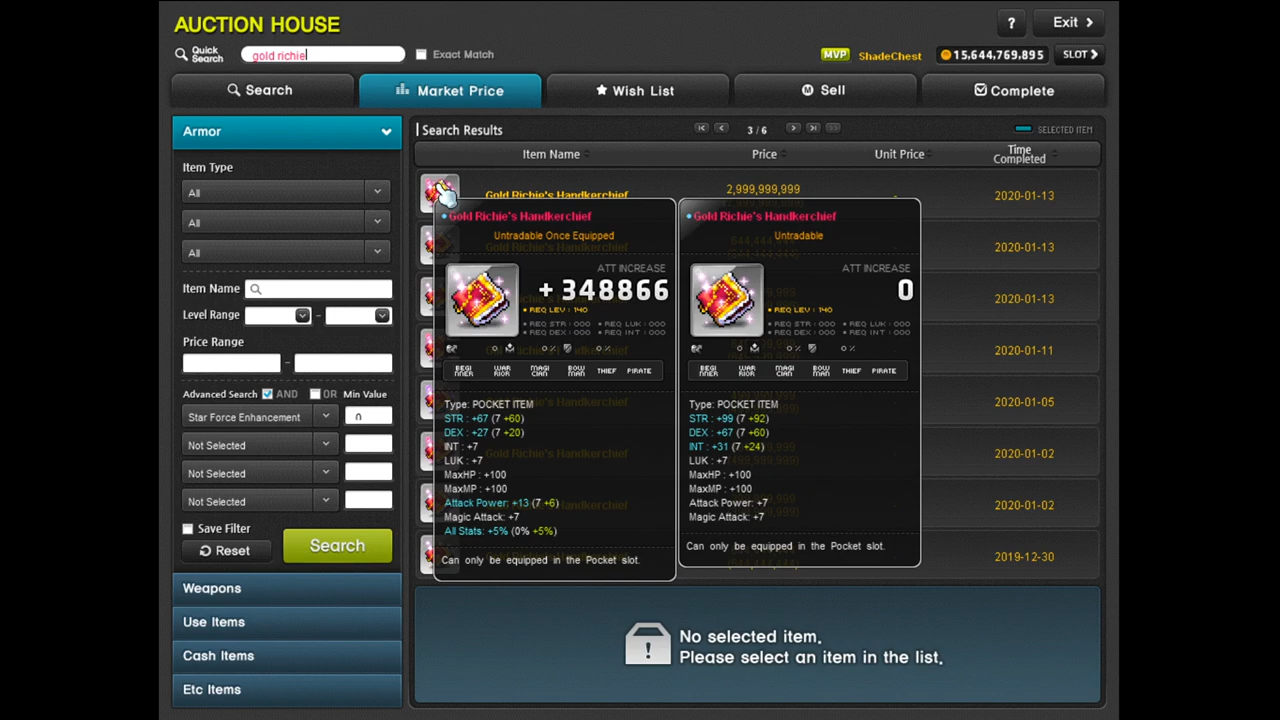 AUCTION HOUSE
?
Exit
Quick Search
gold richie
Exact Match
MVP
ShadeChest
15,644,769,895
SLOT
Search
Market Price
Wish List
Sell
Complete
Armor
Item Type
All
All
All
Item Name
Level Range
-
Price Range
-
Advanced Search AND OR Min Value
Star Force Enhancement
0
Not Selected
Not Selected
Not Selected
Save Filter
Reset
Search
Weapons
Use Items
Cash Items
Etc Items
Search Results
3 / 6
SELECTED ITEM
Item Name
Price
Unit Price
Time Completed
Gold Richie's Handkerchief
2,999,999,999
2020-01-13
2020-01-13
2020-01-13
2020-01-11
2020-01-05
2020-01-02
2020-01-02
2019-12-30
Gold Richie's Handkerchief
Untradable Once Equipped
ATT INCREASE
+ 348866
REQ LEV : 140
REQ STR : 000 REQ LUK : 000
REQ DEX : 000 REQ INT : 000
0 0 % 0 %
BEGINNER WARRIOR MAGICIAN BOWMAN THIEF PIRATE
Type: POCKET ITEM
STR : +67 (7 +60)
DEX : +27 (7 +20)
INT : +7
LUK : +7
MaxHP : +100
MaxMP : +100
Attack Power: +13 (7 +6)
Magic Attack: +7
All Stats: +5% (0% +5%)
Can only be equipped in the Pocket slot.
Gold Richie's Handkerchief
Untradable
ATT INCREASE
0
REQ LEV : 140
REQ STR : 000 REQ LUK : 000
REQ DEX : 000 REQ INT : 000
0 0 % 0 %
BEGINNER WARRIOR MAGICIAN BOWMAN THIEF PIRATE
Type: POCKET ITEM
STR : +99 (7 +92)
DEX : +67 (7 +60)
INT : +31 (7 +24)
LUK : +7
MaxHP : +100
MaxMP : +100
Attack Power: +7
Magic Attack: +7
Can only be equipped in the Pocket slot.
No selected item.
Please select an item in the list.